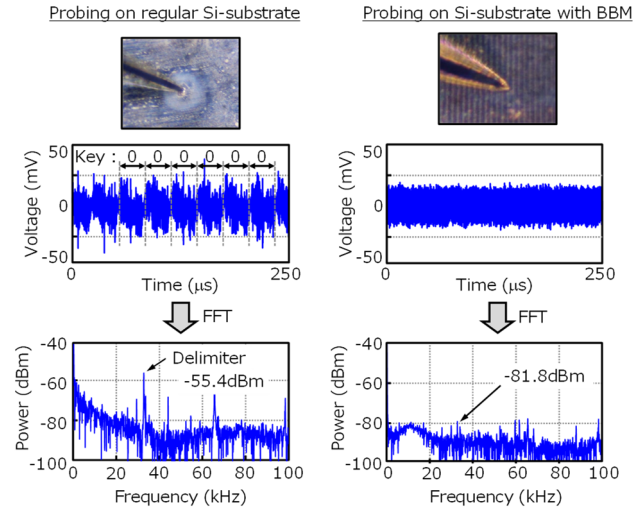 Probing on regular Si-substrate
Probing on Si-substrate with BBM
Voltage (mV)
50
0
-50
Key : 0 0 0 0 0 0
0
250
Time (μs)
Voltage (mV)
50
0
-50
0
250
Time (μs)
FFT
FFT
Power (dBm)
-40
-60
-80
-100
Delimiter
-55.4dBm
0 20 40 60 80 100
Frequency (kHz)
Power (dBm)
-40
-60
-80
-100
-81.8dBm
0 20 40 60 80 100
Frequency (kHz)